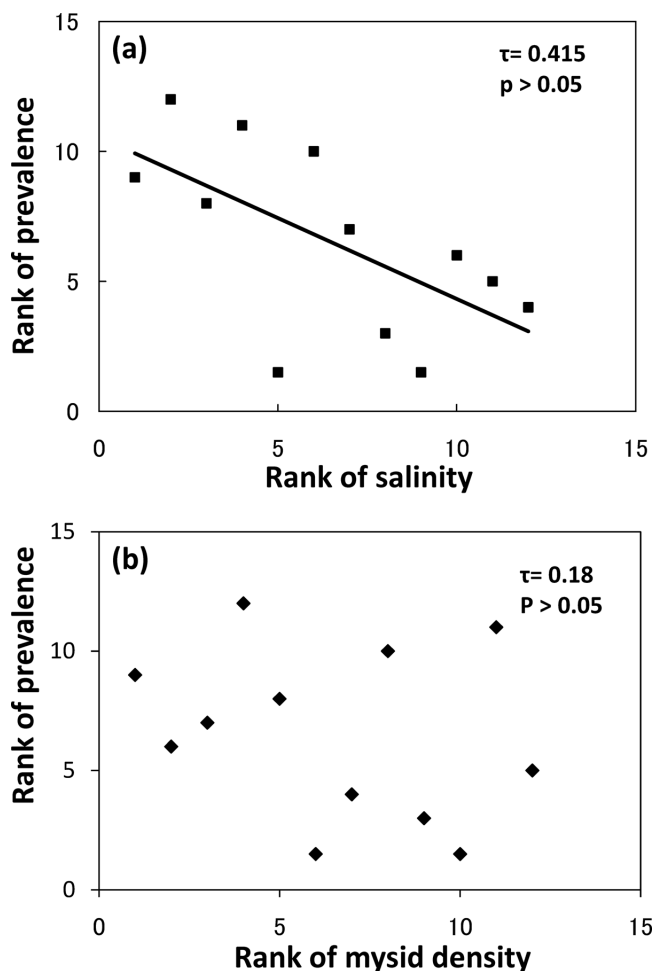 15
(a)
τ= 0.415
p > 0.05
Rank of prevalence
10
5
0
0 5 10 15
Rank of salinity
15
(b)
τ= 0.18
P > 0.05
Rank of prevalence
10
5
0
0 5 10 15
Rank of mysid density